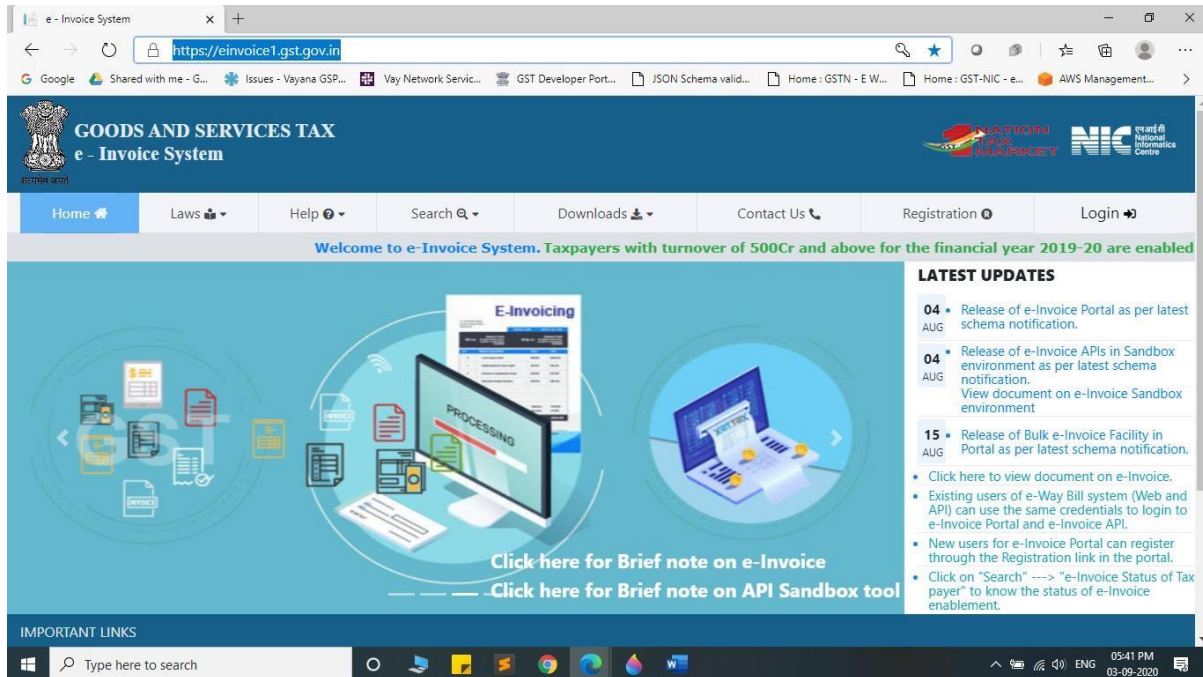 e - Invoice System
https://einvoice1.gst.gov.in
Google
Shared with me - G...
Issues - Vayana GSP...
Vay Network Servic...
GST Developer Port...
JSON Schema valid...
Home : GSTN - E W...
Home : GST-NIC - e...
AWS Management...
GOODS AND SERVICES TAX
e - Invoice System
सत्यमेव जयते
GST
NATION
TAX
MARKET
NIC
एन आई सी
National
Informatics
Centre
Home
Laws
Help
Search
Downloads
Contact Us
Registration
Login
Welcome to e-Invoice System. Taxpayers with turnover of 500Cr and above for the financial year 2019-20 are enabled
E-Invoicing
PROCESSING
GST
INVOICE
INVOICE
Click here for Brief note on e-Invoice
Click here for Brief note on API Sandbox tool
LATEST UPDATES
04 AUG
Release of e-Invoice Portal as per latest
schema notification.
04 AUG
Release of e-Invoice APIs in Sandbox
environment as per latest schema
notification.
View document on e-Invoice Sandbox
environment
15 AUG
Release of Bulk e-Invoice Facility in
Portal as per latest schema notification.
Click here to view document on e-Invoice.
Existing users of e-Way Bill system (Web and
API) can use the same credentials to login to
e-Invoice Portal and e-Invoice API.
New users for e-Invoice Portal can register
through the Registration link in the portal.
Click on "Search" ---> "e-Invoice Status of Tax
payer" to know the status of e-Invoice
enablement.
IMPORTANT LINKS
Type here to search
ENG
05:41 PM
03-09-2020